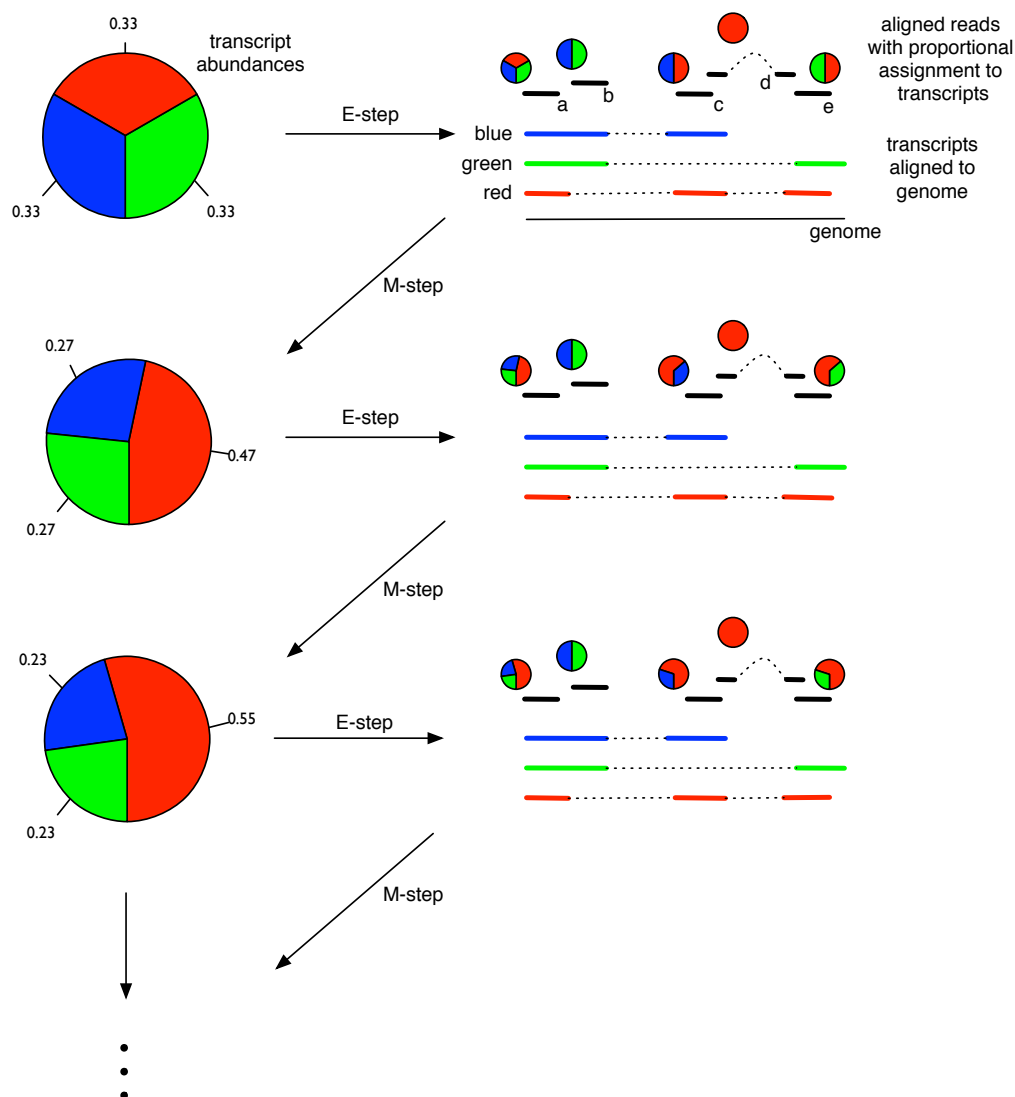 0.33
transcript
abundances
0.33
0.33
E-step
aligned reads
with proportional
assignment to
transcripts
a
b
c
d
e
blue
green
red
transcripts
aligned to
genome
genome
M-step
0.27
0.47
0.27
E-step
M-step
0.23
0.55
0.23
E-step
M-step